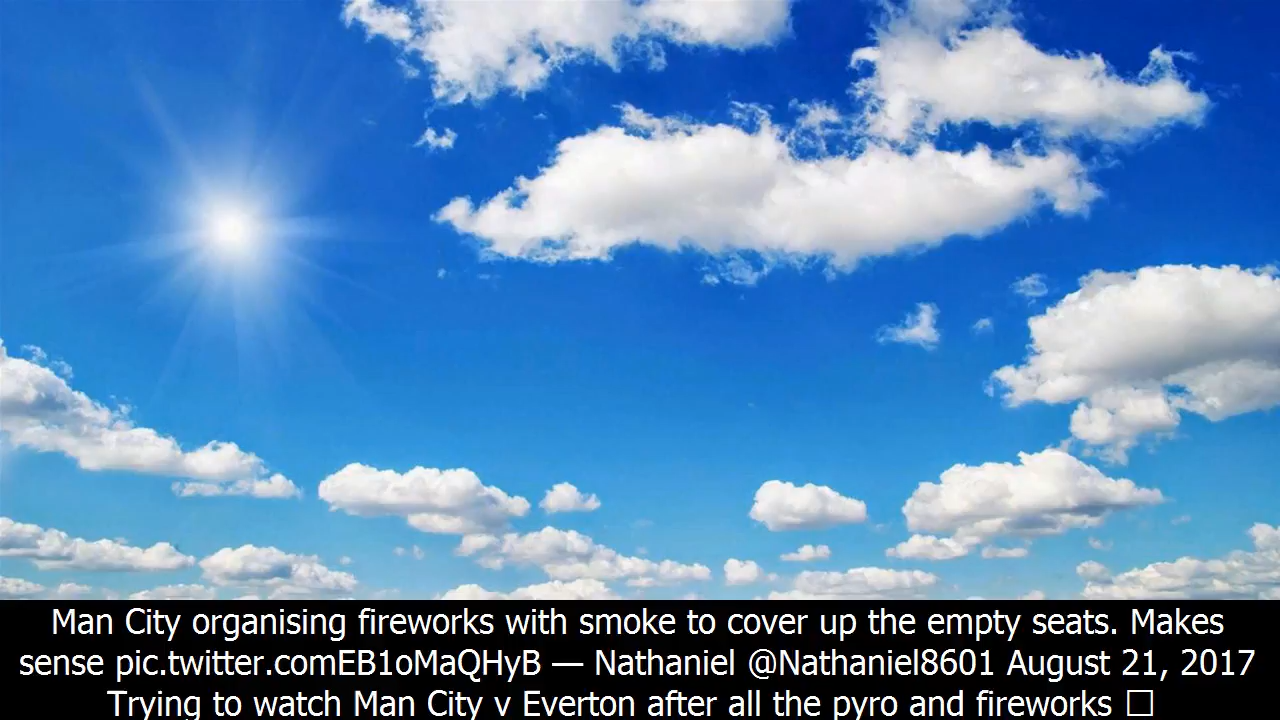 Man City organising fireworks with smoke to cover up the empty seats. Makes
sense pic.twitter.comEB1oMaQHyB — Nathaniel @Nathaniel8601 August 21, 2017
Trying to watch Man City v Everton after all the pyro and fireworks □